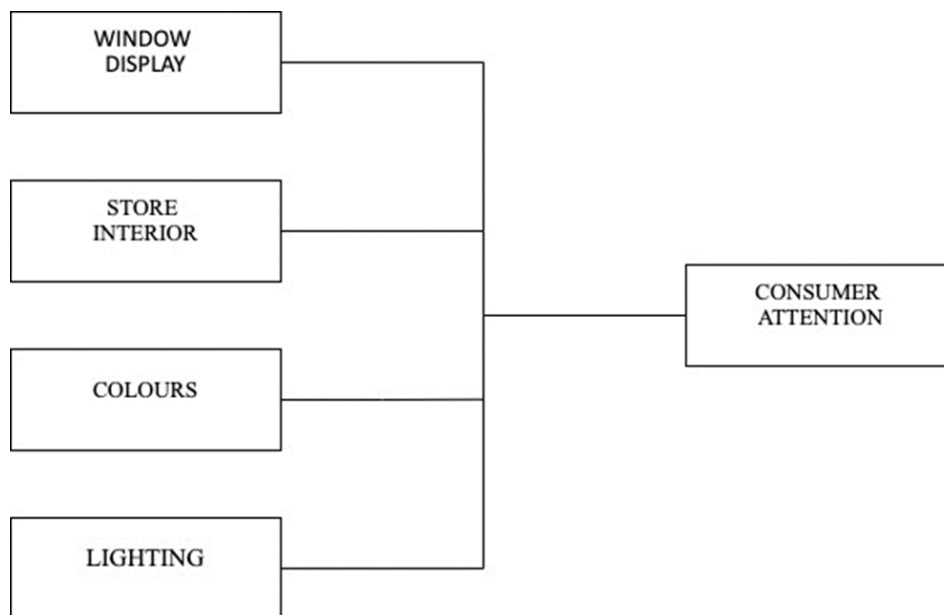 WINDOW
DISPLAY
STORE
INTERIOR
COLOURS
LIGHTING
CONSUMER
ATTENTION